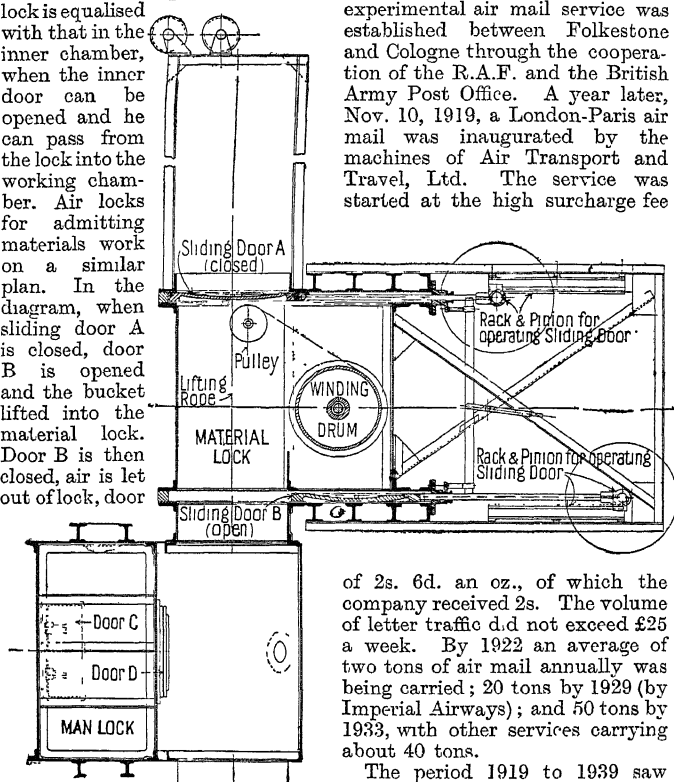 lock is equalised
with that in the
inner chamber,
when the inner
door can be
opened and he
can pass from
the lock into the
working cham-
ber. Air locks
for admitting
materials work
on a similar
plan. In the
diagram, when
sliding door A
is closed, door
B is opened
and the bucket
lifted into the
material lock.
Door B is then
closed, air is let
out of lock, door
Sliding Door A
(closed)
Pulley
Lifting
Rope
WINDING
DRUM
MATERIAL
LOCK
Rack & Pinion for
operating Sliding Door
Rack & Pinion for operating
Sliding Door
Sliding Door B
(open)
Door C
Door D
MAN LOCK
experimental air mail service was
established between Folkestone
and Cologne through the coopera-
tion of the R.A.F. and the British
Army Post Office. A year later,
Nov. 10, 1919, a London-Paris air
mail was inaugurated by the
machines of Air Transport and
Travel, Ltd. The service was
started at the high surcharge fee
of 2s. 6d. an oz., of which the
company received 2s. The volume
of letter traffic did not exceed £25
a week. By 1922 an average of
two tons of air mail annually was
being carried; 20 tons by 1929 (by
Imperial Airways); and 50 tons by
1933, with other services carrying
about 40 tons.
The period 1919 to 1939 saw